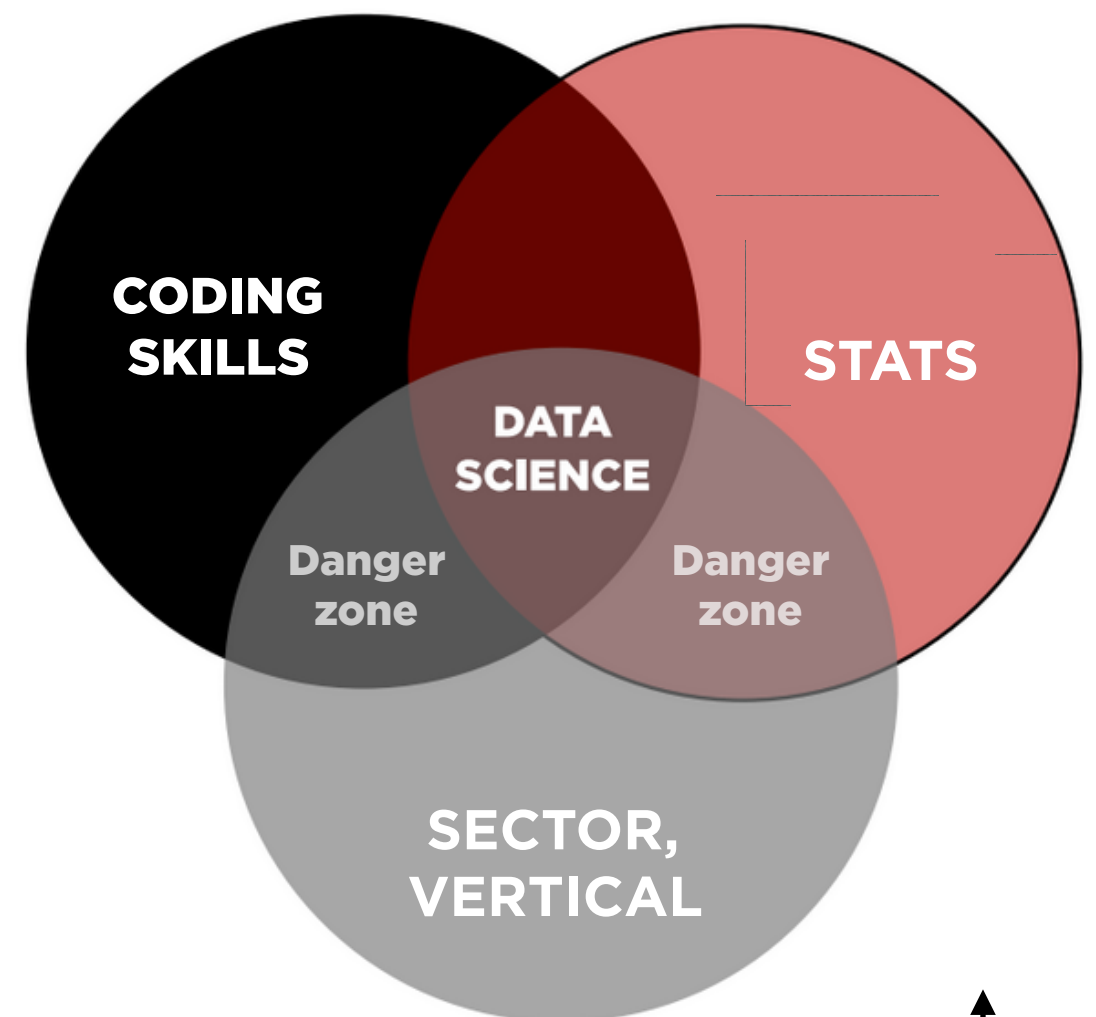 CODING
SKILLS
STATS
DATA
SCIENCE
Danger
zone
Danger
zone
SECTOR,
VERTICAL